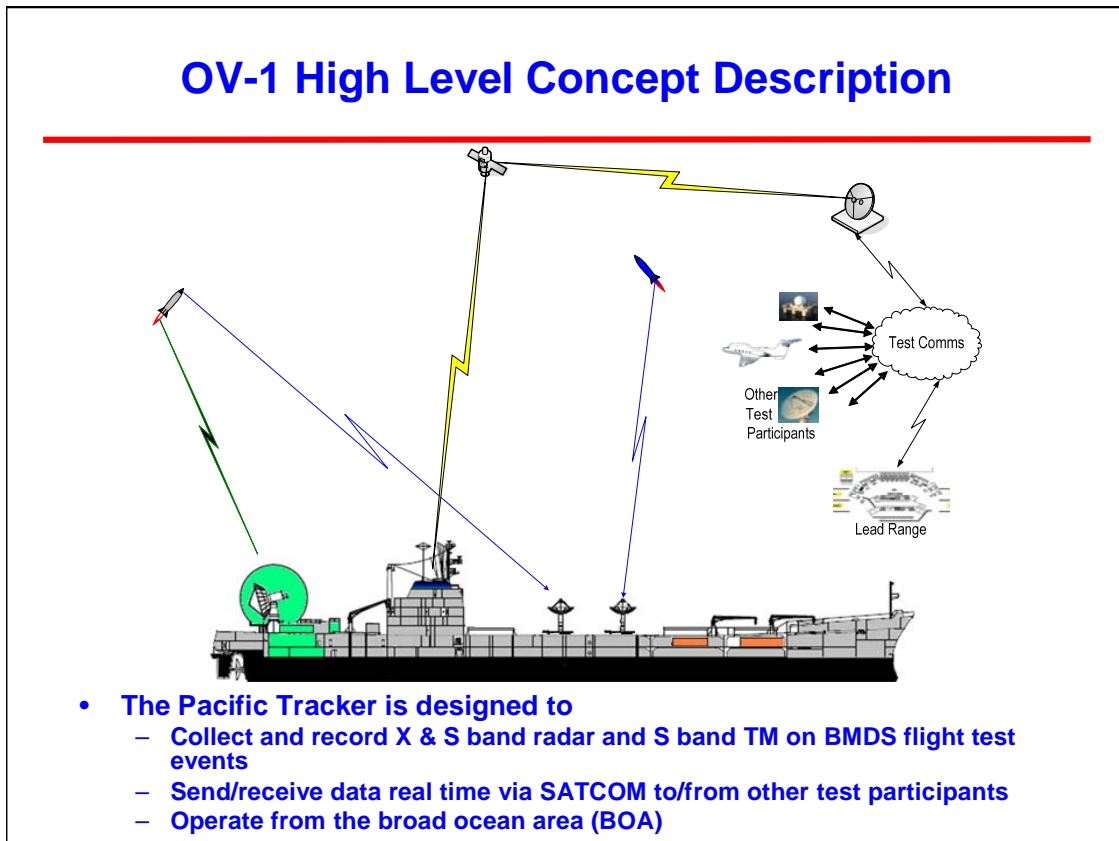 OV-1 High Level Concept Description
Test Comms
Other
Test
Participants
Lead Range
• The Pacific Tracker is designed to
– Collect and record X & S band radar and S band TM on BMDS flight test
events
– Send/receive data real time via SATCOM to/from other test participants
– Operate from the broad ocean area (BOA)